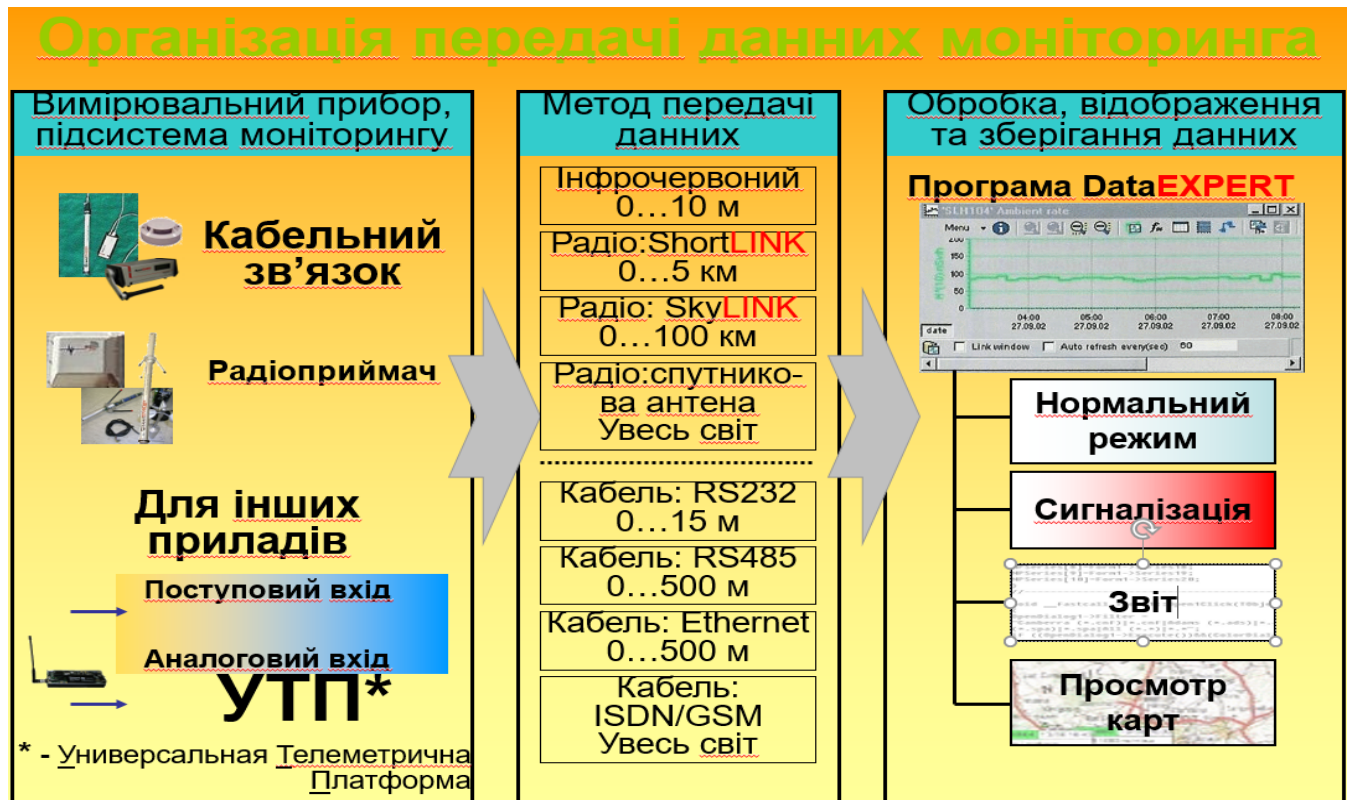 Організація передачі данних моніторинга
Вимірювальний прибор,
підсистема моніторингу
Кабельний
зв’язок
Радіоприймач
Для інших
приладів
Поступовий вхід
Аналоговий вхід
УТП*
* - Универсальная Телеметрична
Платформа
Метод передачі
данних
Інфрочервоний
0…10 м
Радіо:ShortLINK
0…5 км
Радіо: SkyLINK
0…100 км
Радіо:спутнико-
ва антена
Увесь світ
Кабель: RS232
0…15 м
Кабель: RS485
0…500 м
Кабель: Ethernet
0…500 м
Кабель:
ISDN/GSM
Увесь світ
Обробка, відображення
та зберігання данних
Програма DataEXPERT
'SLH104' Ambient rate
Menu
200
150
100
50
0
04:00 05:00 06:00 07:00 08:00
27.09.02 27.09.02 27.09.02 27.09.02 27.09.02
date
Link window Auto refresh every(sec) 60
Нормальний
режим
Сигналізація
Звіт
Просмотр
карт